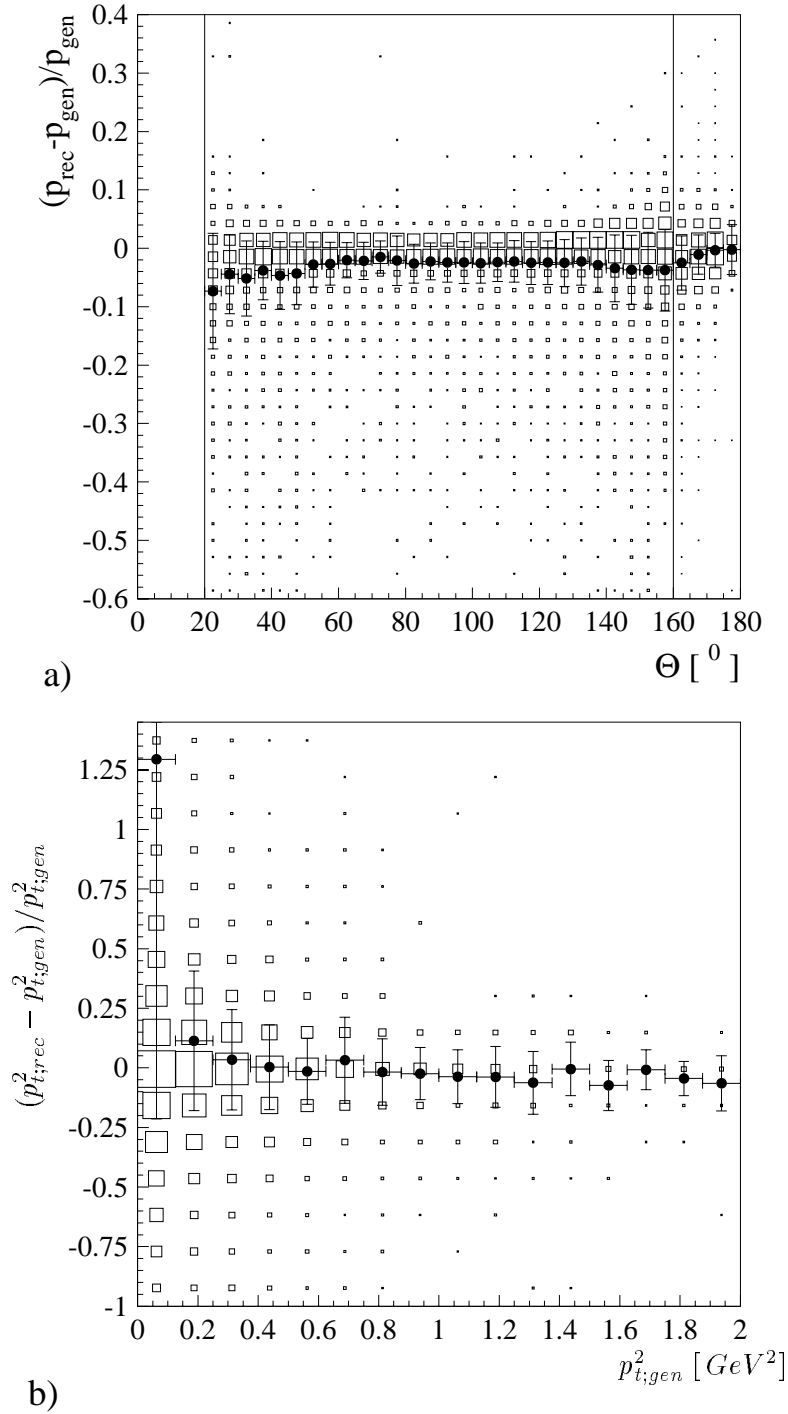 (p_rec-p_gen)/p_gen
0.4
0.3
0.2
0.1
0
-0.1
-0.2
-0.3
-0.4
-0.5
-0.6
0 20 40 60 80 100 120 140 160 180
Θ [ ⁰ ]
a)
(p²_t;rec − p²_t;gen)/p²_t;gen
1.25
1
0.75
0.5
0.25
0
-0.25
-0.5
-0.75
-1
0 0.2 0.4 0.6 0.8 1 1.2 1.4 1.6 1.8 2
p²_t;gen [ GeV²]
b)